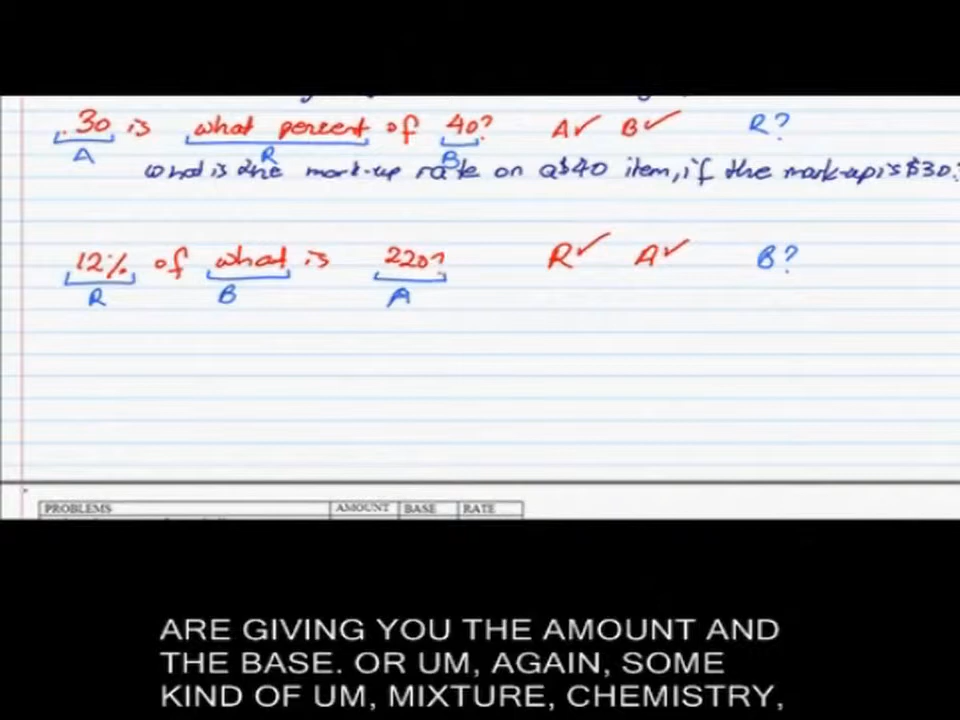 30 is what percent of 40? A✓ B✓ R?
A R B
What is the mark-up rate on a $40 item, if the mark-up is $30?
12% of what is 220? R✓ A✓ B?
R B A
PROBLEMS AMOUNT BASE RATE
ARE GIVING YOU THE AMOUNT AND
THE BASE. OR UM, AGAIN, SOME
KIND OF UM, MIXTURE, CHEMISTRY,